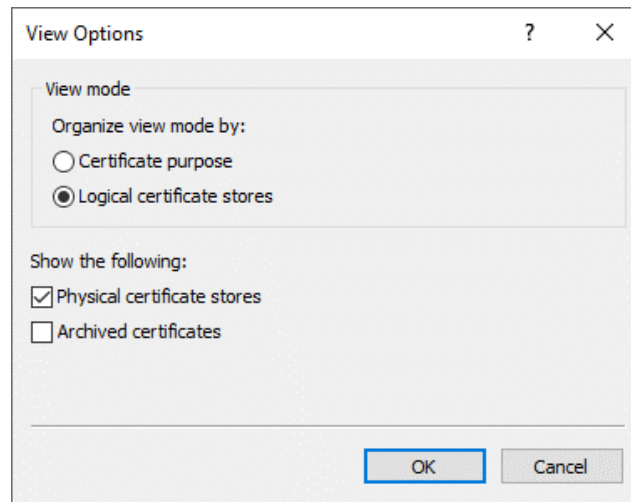 View Options ?
View mode
Organize view mode by:
Certificate purpose
Logical certificate stores
Show the following:
Physical certificate stores
Archived certificates
OK Cancel